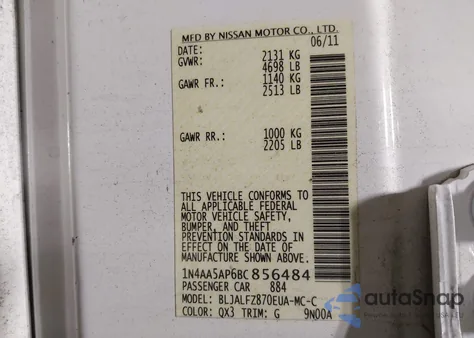 MFD BY NISSAN MOTOR CO., LTD.
DATE: 06/11
GVWR: 2131 KG
4698 LB
GAWR FR.: 1140 KG
2513 LB
GAWR RR.: 1000 KG
2205 LB
THIS VEHICLE CONFORMS TO
ALL APPLICABLE FEDERAL
MOTOR VEHICLE SAFETY,
BUMPER, AND THEFT
PREVENTION STANDARDS IN
EFFECT ON THE DATE OF
MANUFACTURE SHOWN ABOVE.
1N4AA5AP6BC856484
PASSENGER CAR 884
MODEL: BLJALFZ870EUA-MC-C
COLOR: QX3 TRIM: G 9N00A
autoSnap